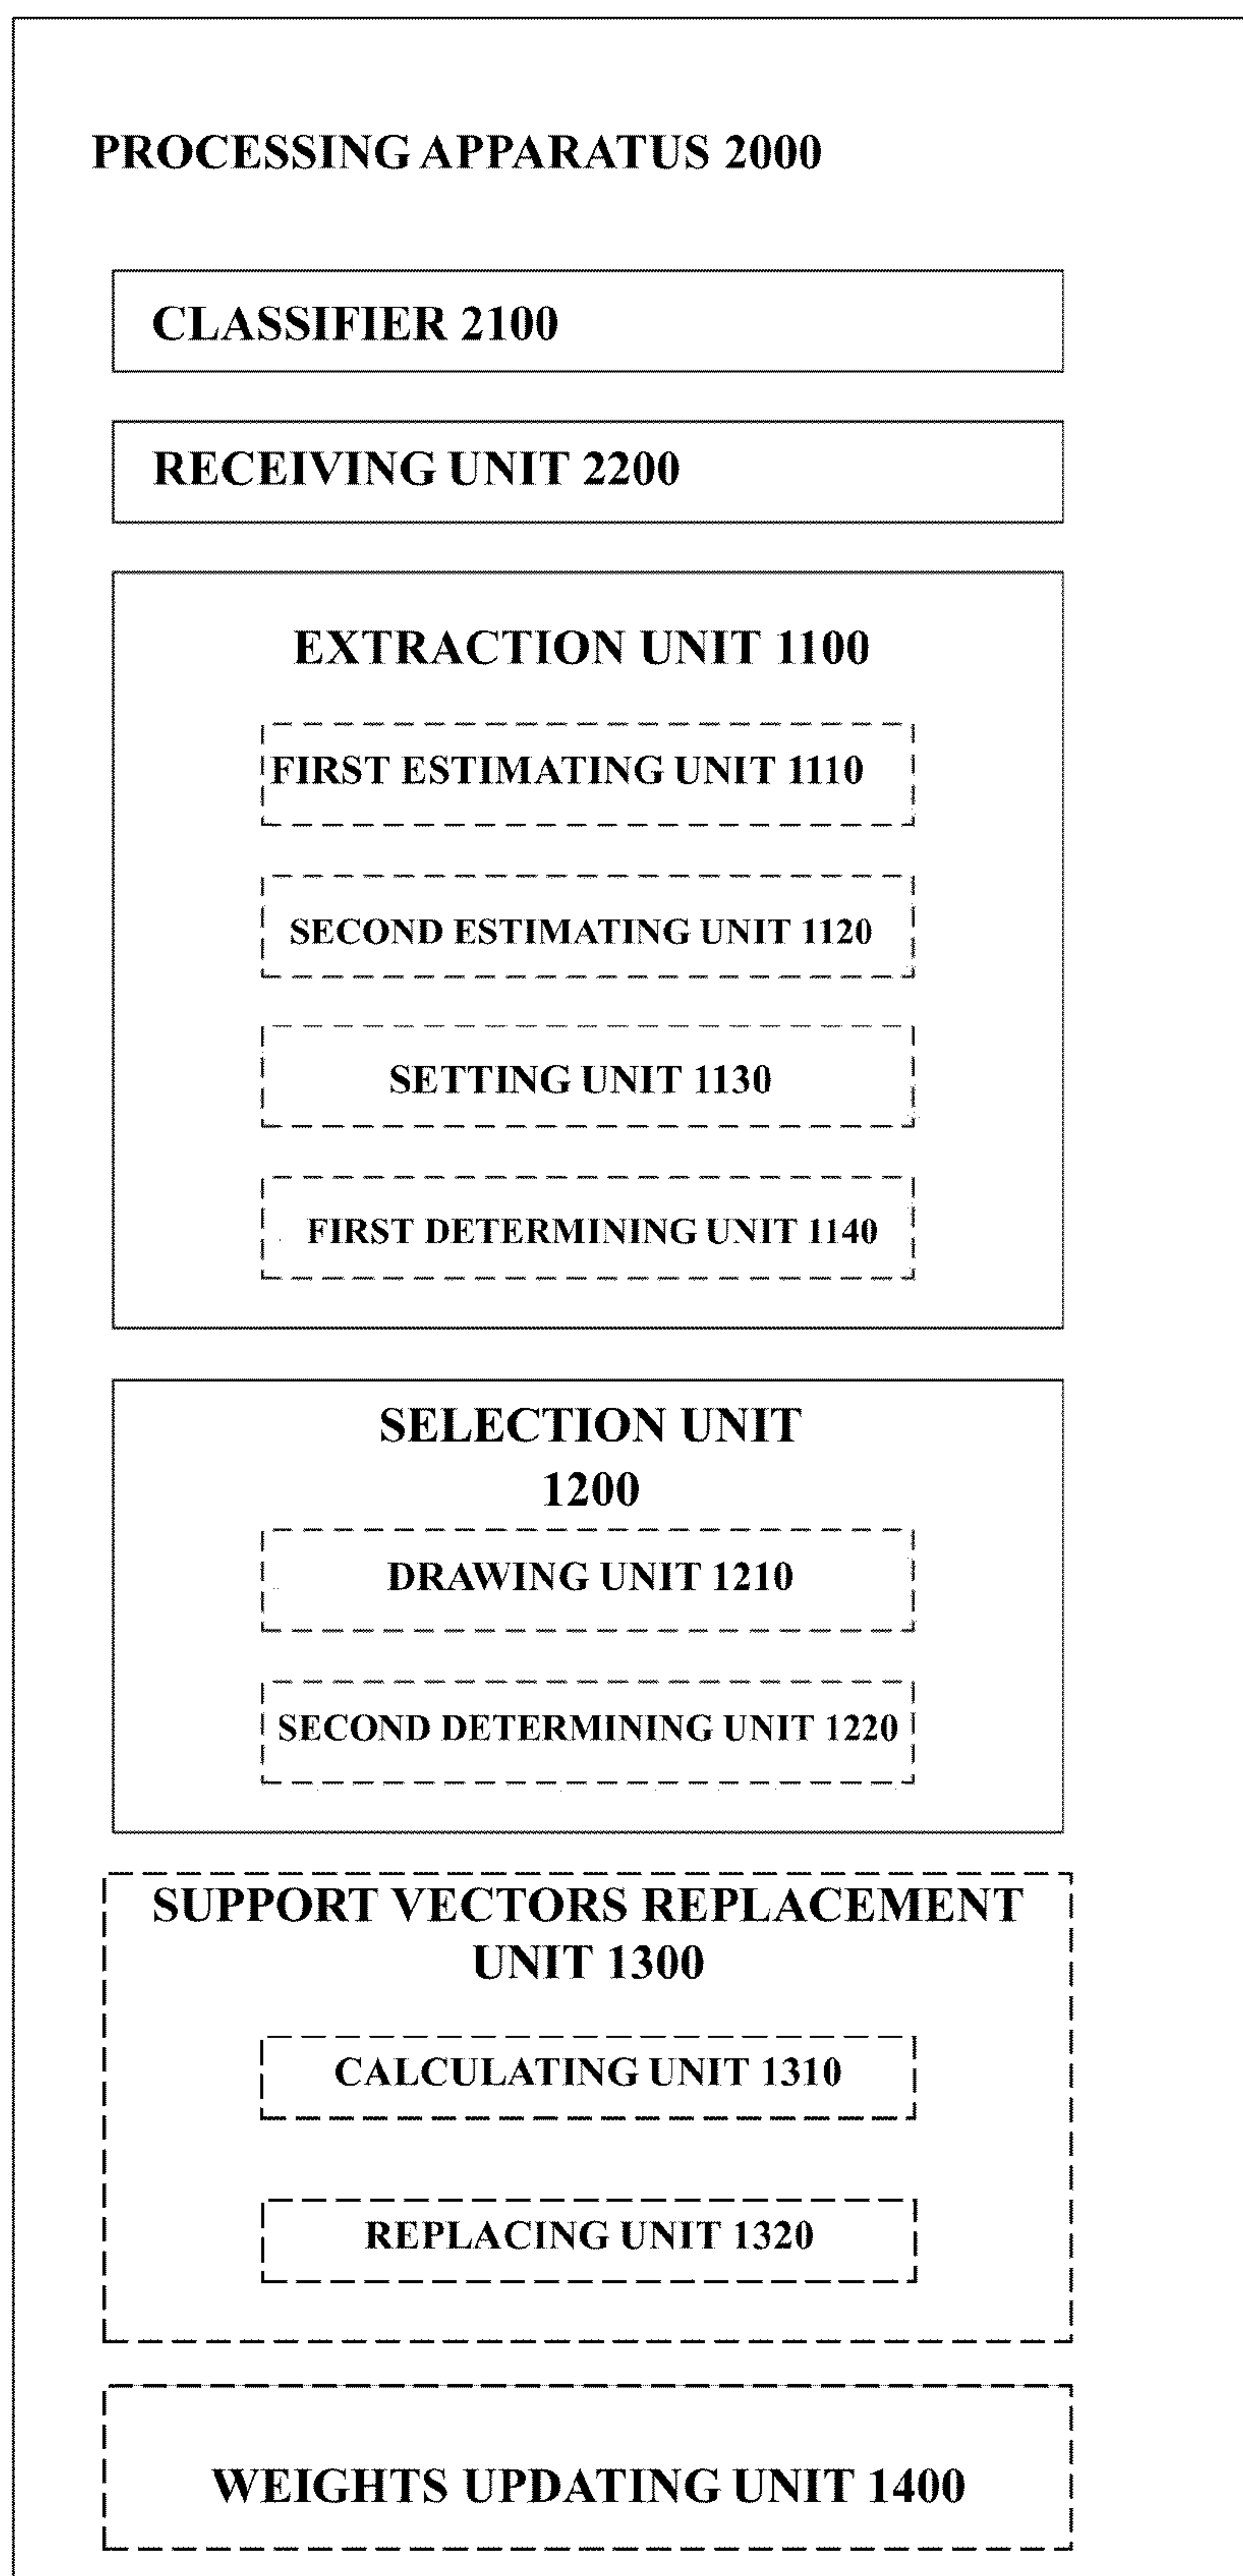 PROCESSING APPARATUS 2000
CLASSIFIER 2100
RECEIVING UNIT 2200
EXTRACTION UNIT 1100
FIRST ESTIMATING UNIT 1110
SECOND ESTIMATING UNIT 1120
SETTING UNIT 1130
FIRST DETERMINING UNIT 1140
SELECTION UNIT
1200
DRAWING UNIT 1210
SECOND DETERMINING UNIT 1220
SUPPORT VECTORS REPLACEMENT
UNIT 1300
CALCULATING UNIT 1310
REPLACING UNIT 1320
WEIGHTS UPDATING UNIT 1400